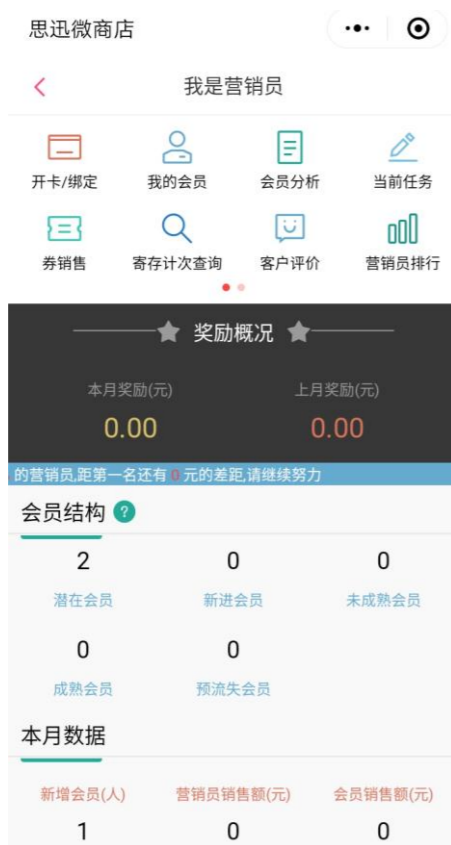 思迅微商店
我是营销员
开卡/绑定 我的会员 会员分析 当前任务
券销售 寄存计次查询 客户评价 营销员排行
奖励概况
本月奖励(元) 上月奖励(元)
0.00 0.00
的营销员,距第一名还有 0 元的差距,请继续努力
会员结构 ?
2 0 0
潜在会员 新进会员 未成熟会员
0 0
成熟会员 预流失会员
本月数据
新增会员(人) 营销员销售额(元) 会员销售额(元)
1 0 0